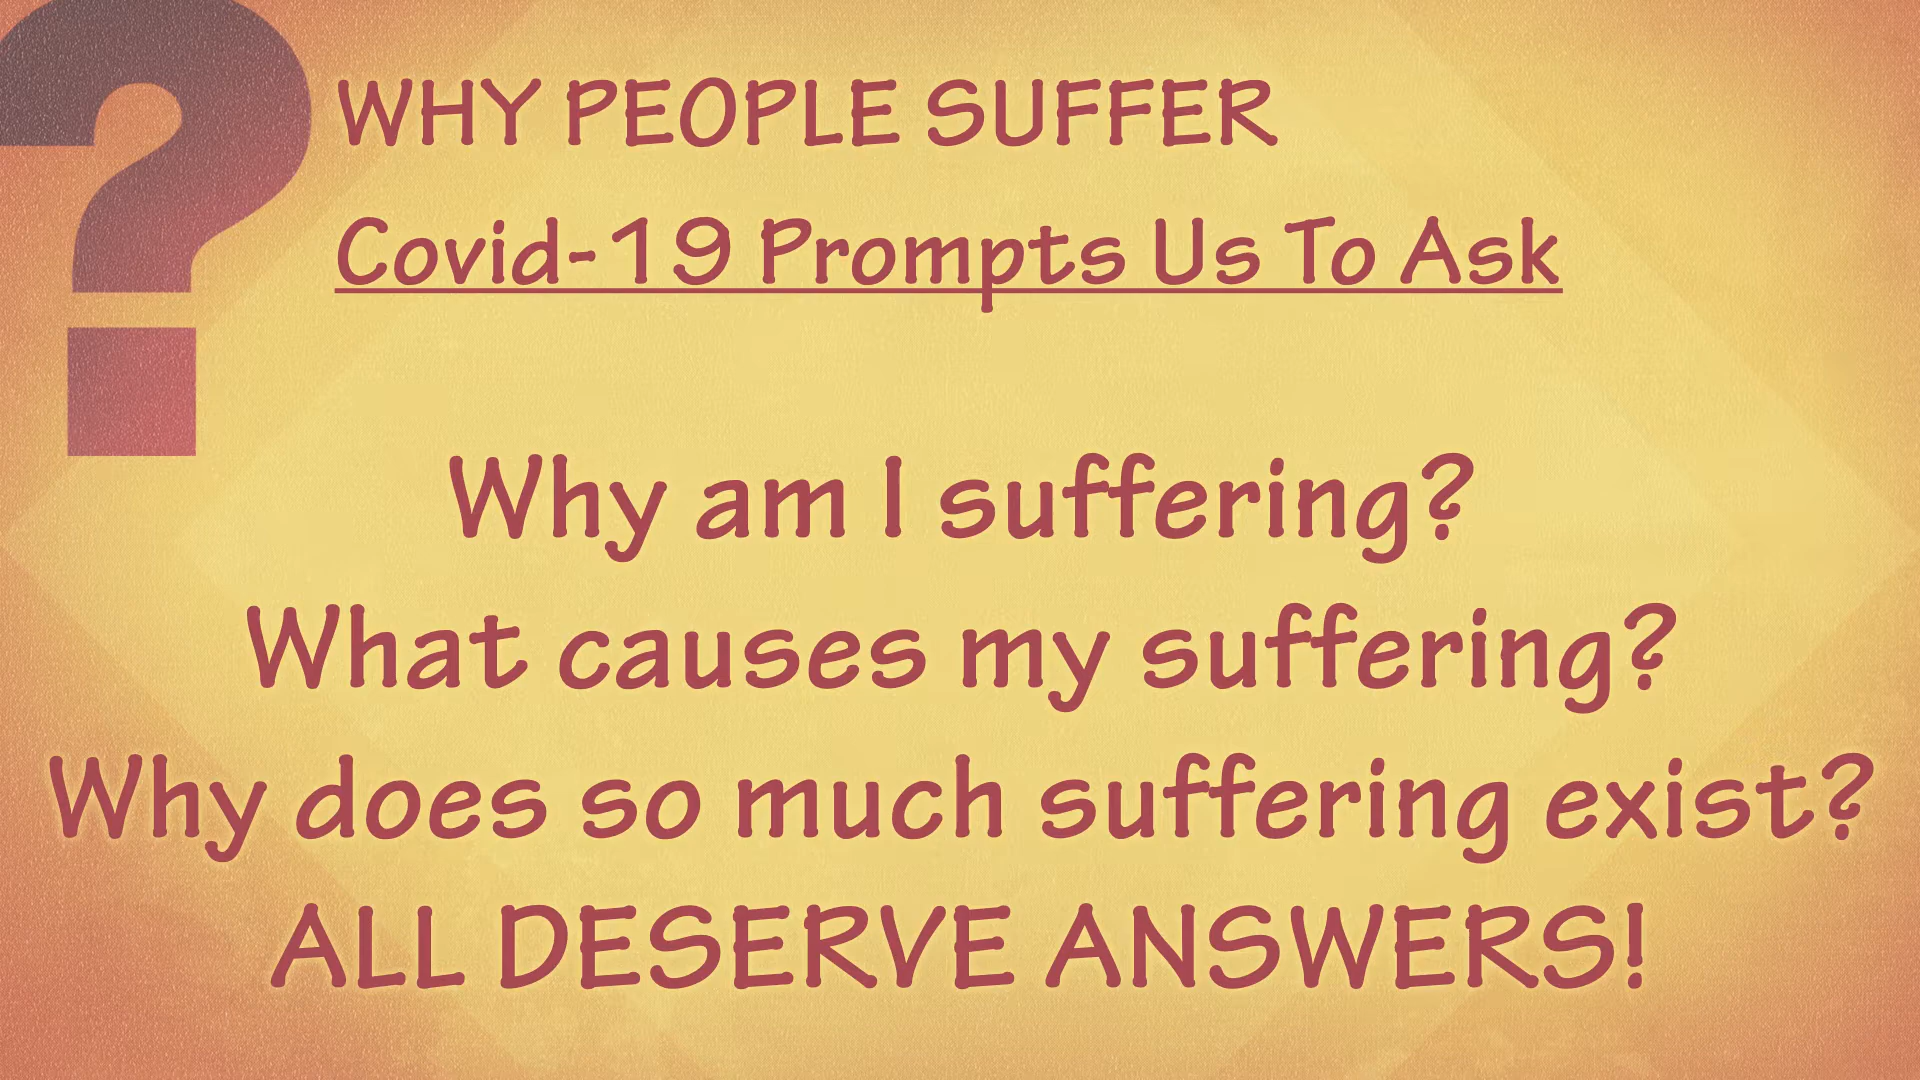 WHY PEOPLE SUFFER
Covid-19 Prompts Us To Ask
Why am I suffering?
What causes my suffering?
Why does so much suffering exist?
ALL DESERVE ANSWERS!